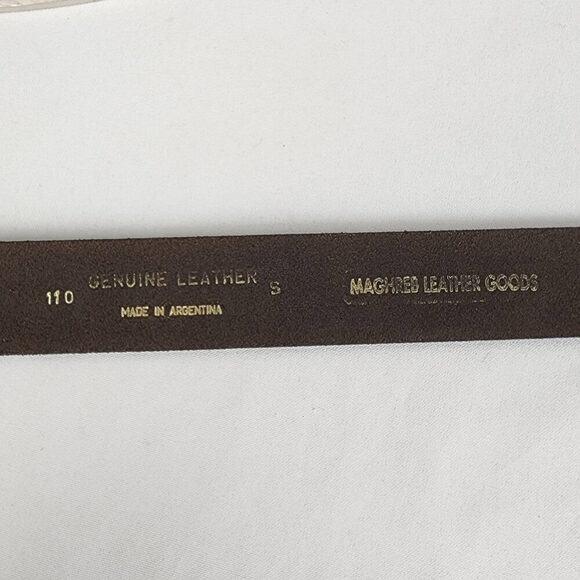 110 GENUINE LEATHER S MAGHREB LEATHER GOODS
MADE IN ARGENTINA